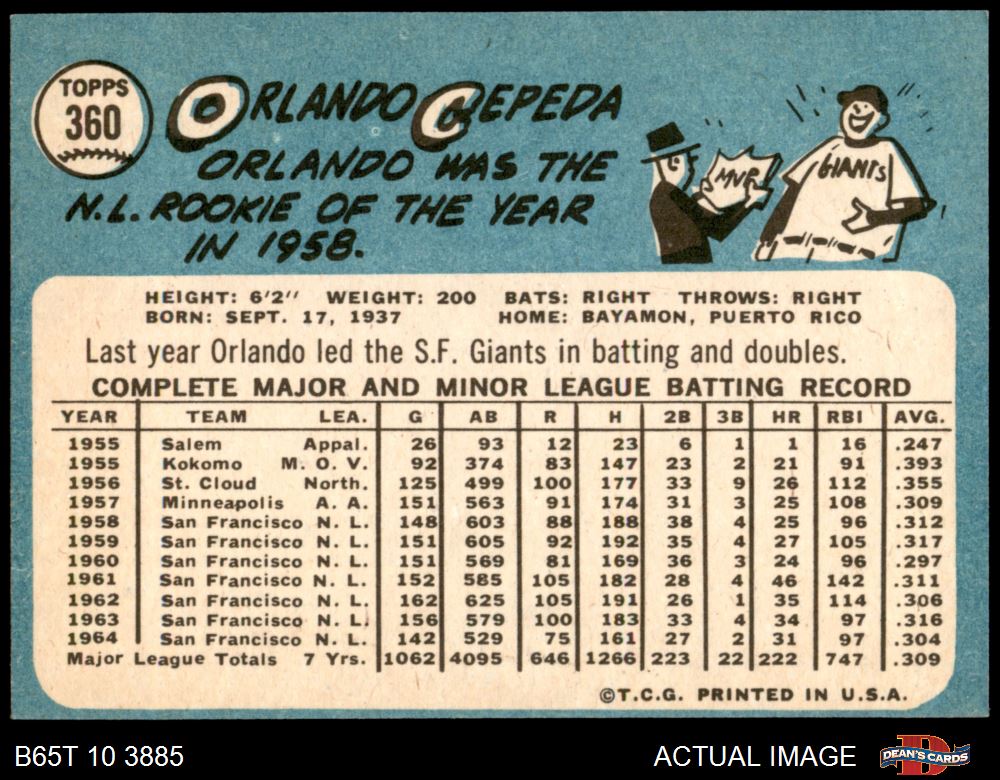 TOPPS
360
ORLANDO CEPEDA
ORLANDO WAS THE
N.L. ROOKIE OF THE YEAR
IN 1958.
MVP
GIANTS
HEIGHT: 6'2" WEIGHT: 200 BATS: RIGHT THROWS: RIGHT
BORN: SEPT. 17, 1937 HOME: BAYAMON, PUERTO RICO
Last year Orlando led the S.F. Giants in batting and doubles.
COMPLETE MAJOR AND MINOR LEAGUE BATTING RECORD
YEAR TEAM LEA. G AB R H 2B 3B HR RBI AVG.
1955 Salem Appal. 26 93 12 23 6 1 1 16 .247
1955 Kokomo M. O. V. 92 374 83 147 23 2 21 91 .393
1956 St. Cloud North. 125 499 100 177 33 9 26 112 .355
1957 Minneapolis A. A. 151 563 91 174 31 3 25 108 .309
1958 San Francisco N. L. 148 603 88 188 38 4 25 96 .312
1959 San Francisco N. L. 151 605 92 192 35 4 27 105 .317
1960 San Francisco N. L. 151 569 81 169 36 3 24 96 .297
1961 San Francisco N. L. 152 585 105 182 28 4 46 142 .311
1962 San Francisco N. L. 162 625 105 191 26 1 35 114 .306
1963 San Francisco N. L. 156 579 100 183 33 4 34 97 .316
1964 San Francisco N. L. 142 529 75 161 27 2 31 97 .304
Major League Totals 7 Yrs. 1062 4095 646 1266 223 22 222 747 .309
©T.C.G. PRINTED IN U.S.A.
B65T 10 3885 ACTUAL IMAGE DEAN'S CARDS